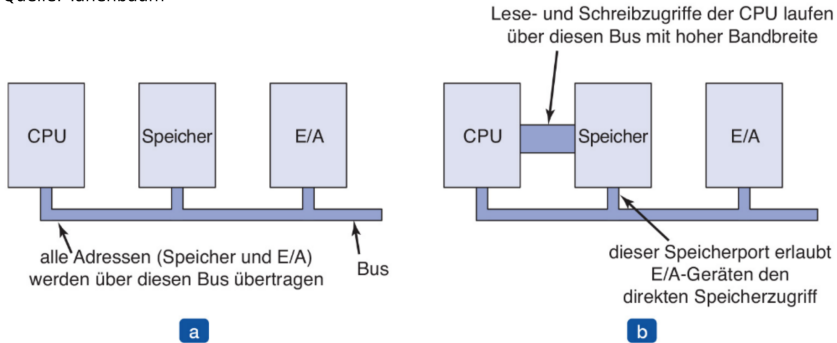 Lese- und Schreibzugriffe der CPU laufen
über diesen Bus mit hoher Bandbreite
CPU
Speicher
E/A
alle Adressen (Speicher und E/A)
werden über diesen Bus übertragen
Bus
a
CPU
Speicher
E/A
dieser Speicherport erlaubt
E/A-Geräten den
direkten Speicherzugriff
b